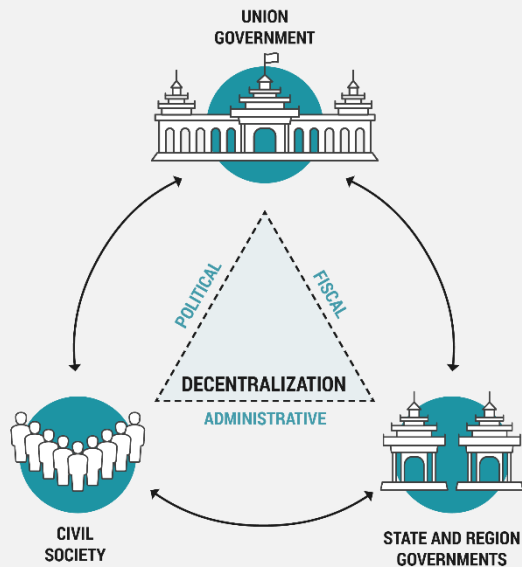 UNION
GOVERNMENT
POLITICAL
FISCAL
DECENTRALIZATION
ADMINISTRATIVE
CIVIL
SOCIETY
STATE AND REGION
GOVERNMENTS